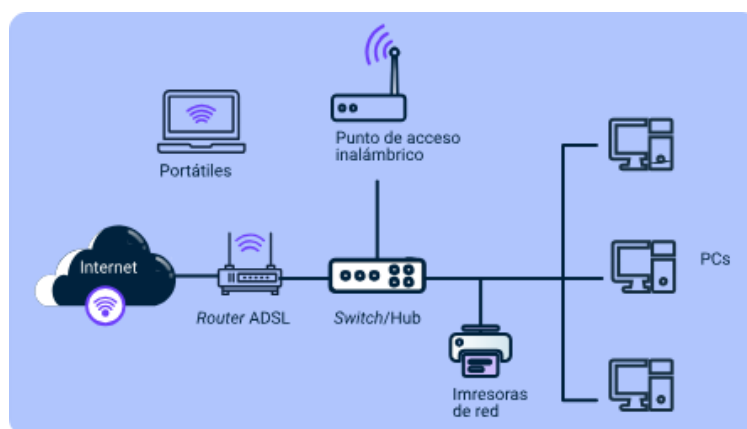 Punto de acceso
inalámbrico
Portátiles
Internet
PCs
Router ADSL
Switch/Hub
Imresoras
de red